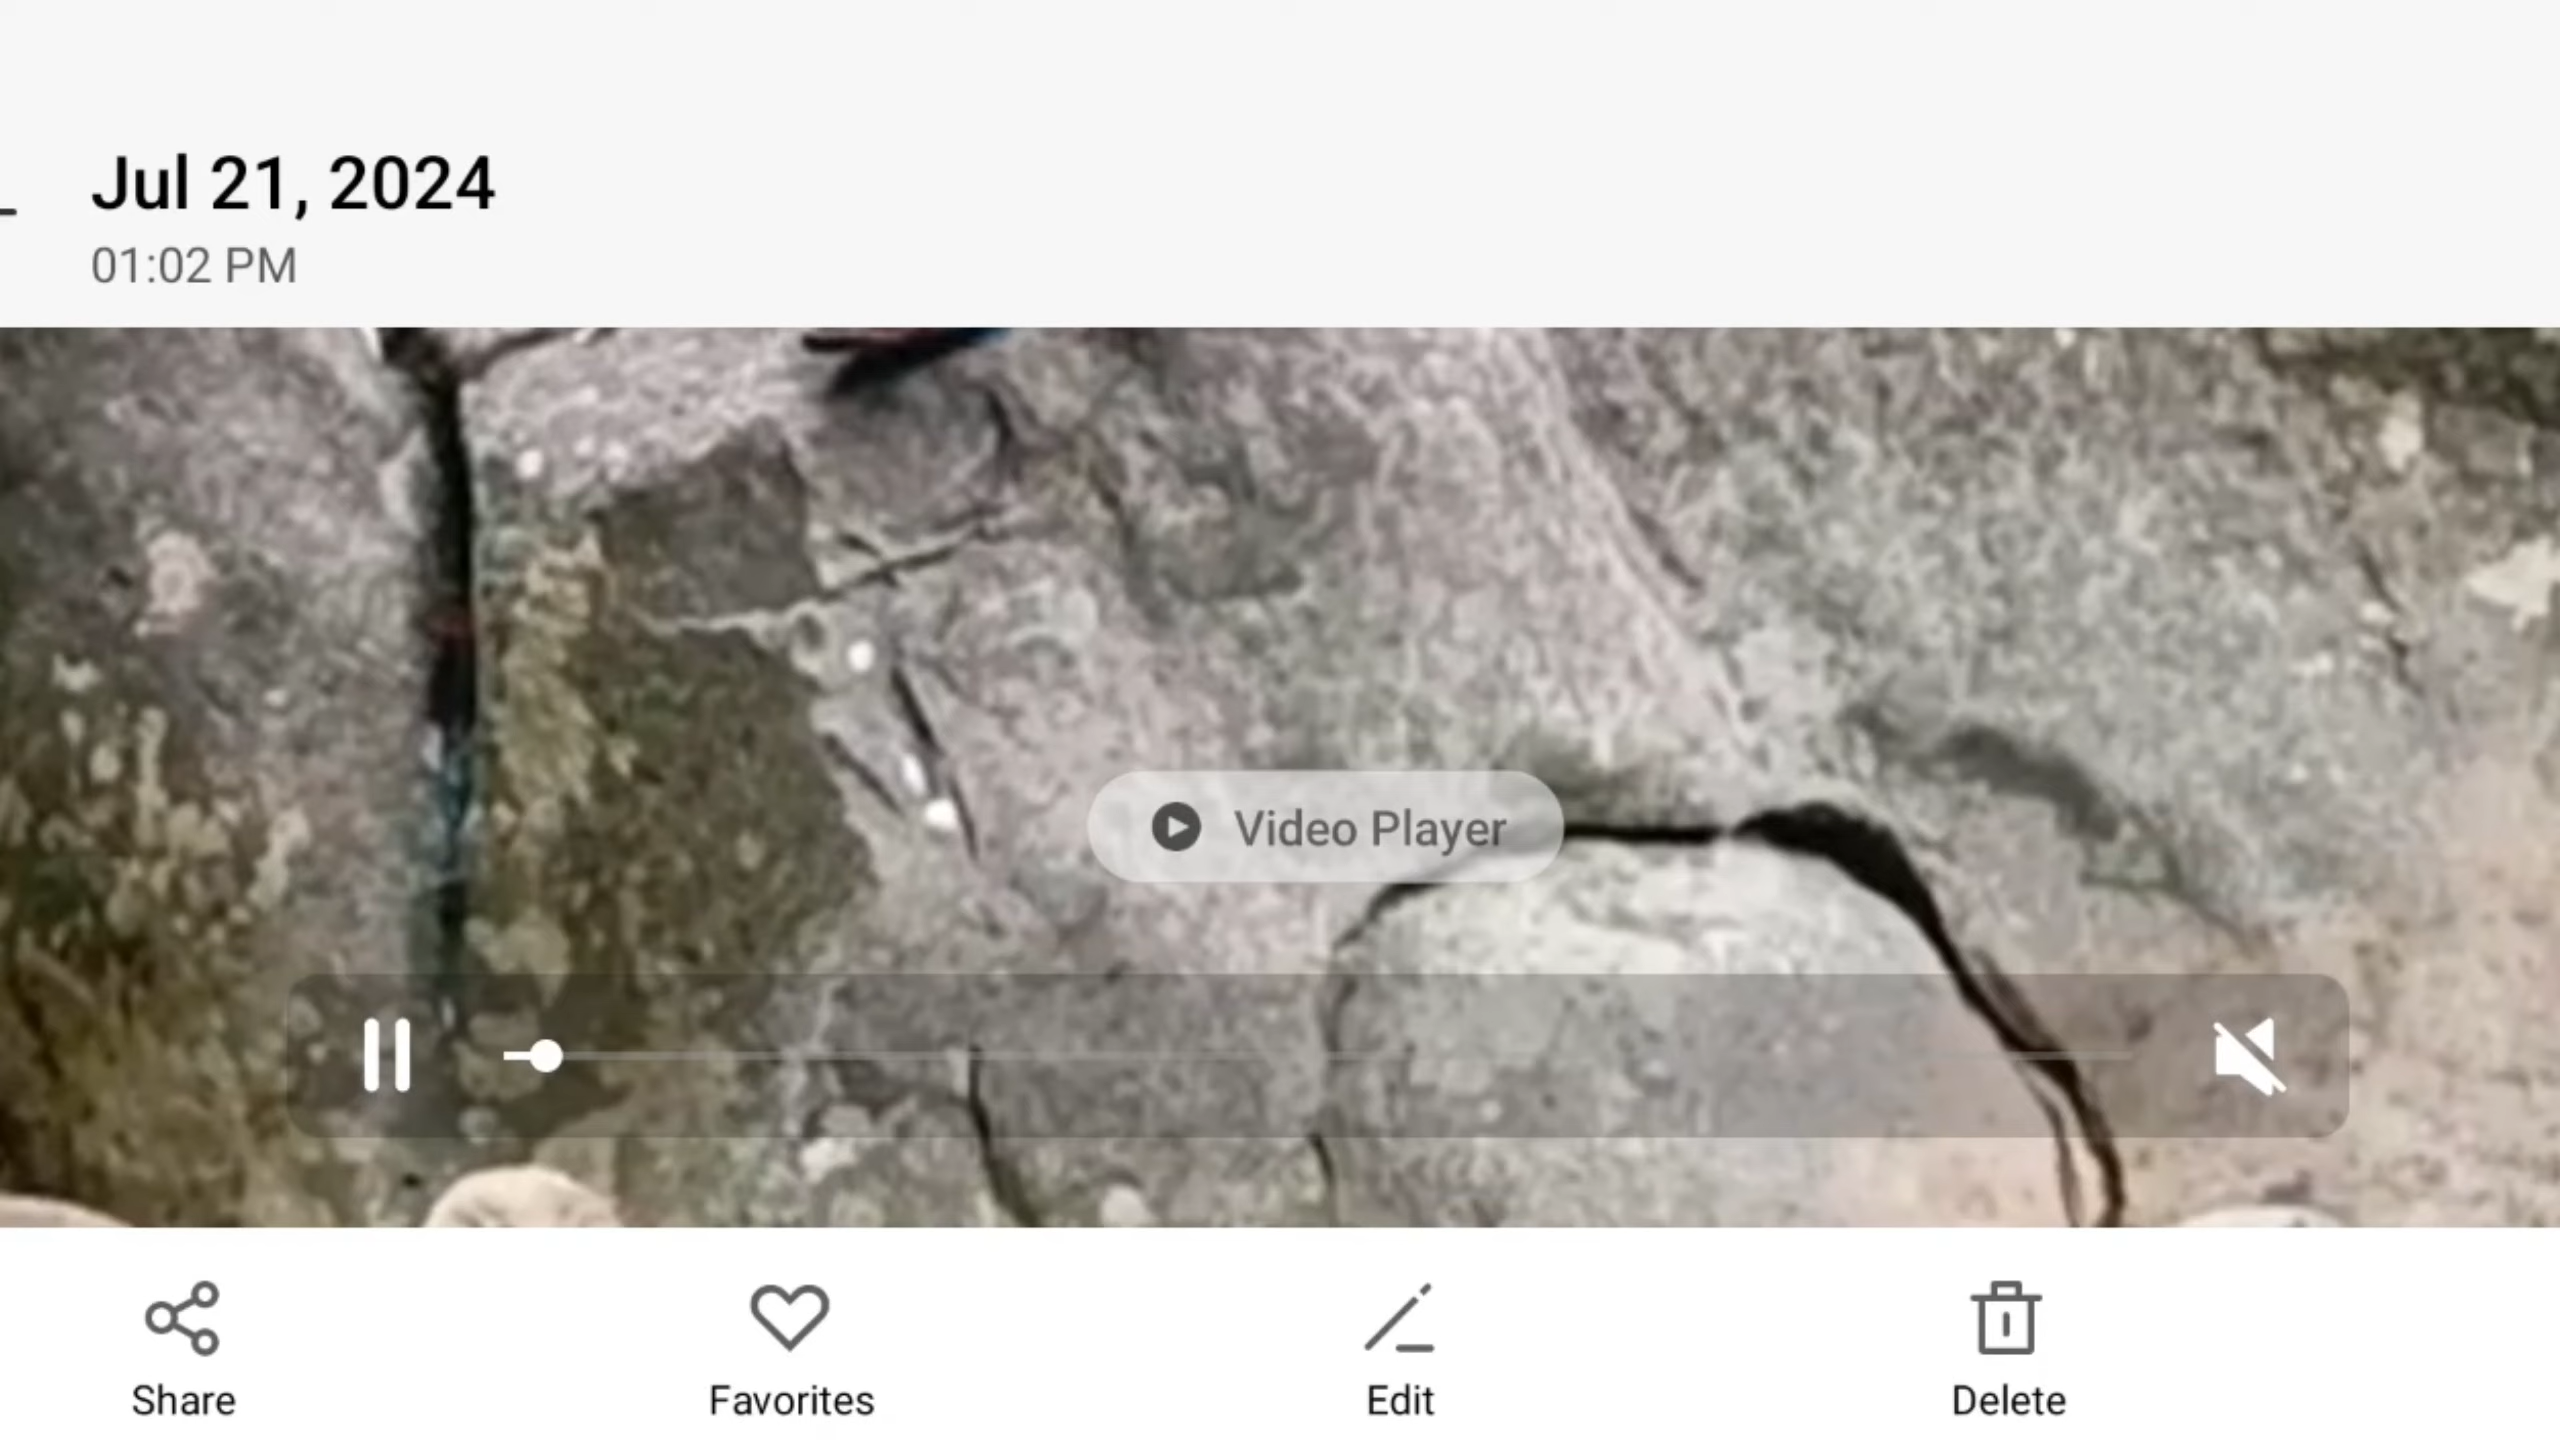 Jul 21, 2024
01:02 PM
Video Player
Share
Favorites
Edit
Delete